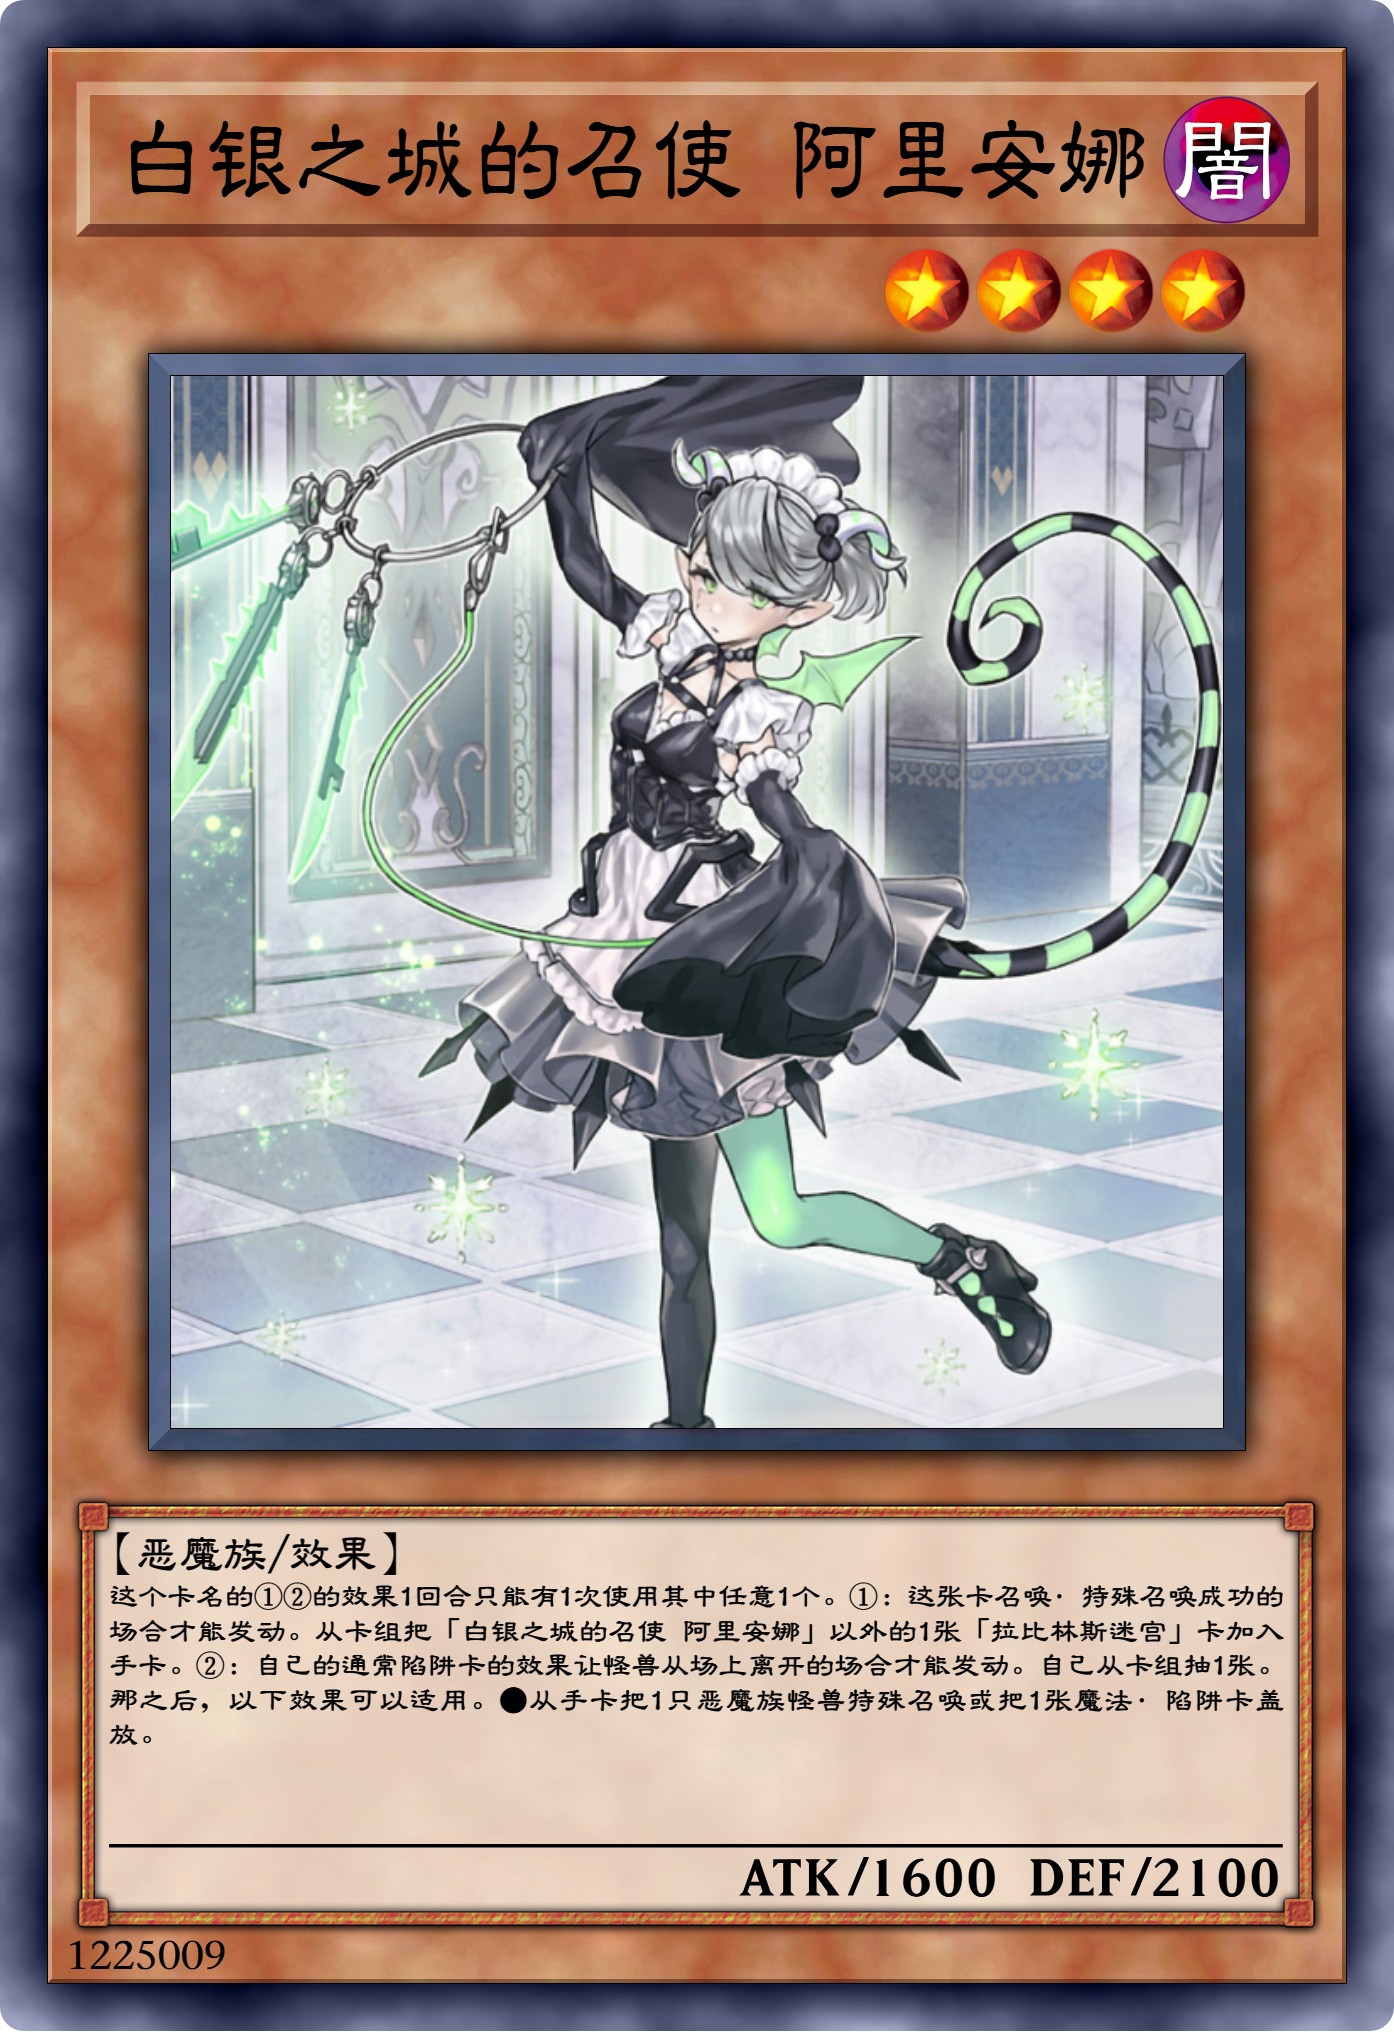 白银之城的召使 阿里安娜 闇
【恶魔族/效果】
这个卡名的①②的效果1回合只能有1次使用其中任意1个。①：这张卡召唤·特殊召唤成功的
场合才能发动。从卡组把「白银之城的召使 阿里安娜」以外的1张「拉比林斯迷宫」卡加入
手卡。②：自己的通常陷阱卡的效果让怪兽从场上离开的场合才能发动。自己从卡组抽1张。
那之后，以下效果可以适用。●从手卡把1只恶魔族怪兽特殊召唤或把1张魔法·陷阱卡盖
放。
ATK/1600 DEF/2100
1225009